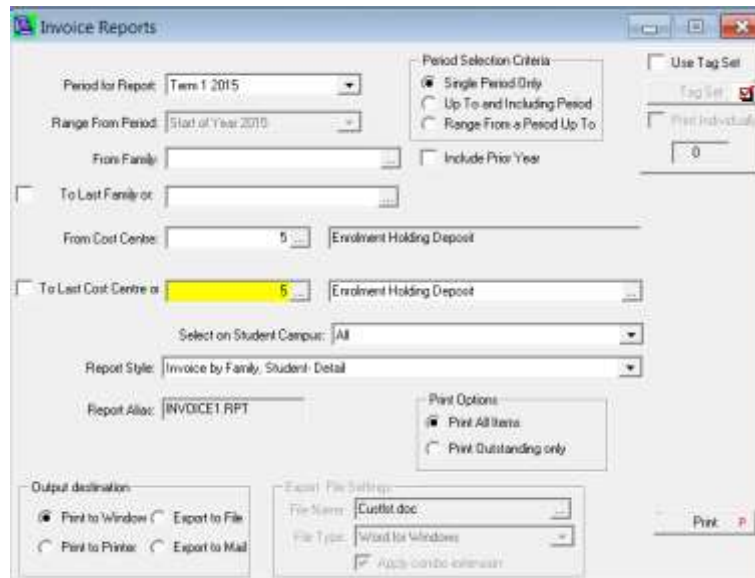 Invoice Reports
Period for Report: Term 1 2015
Period Selection Criteria
Single Period Only
Up To and Including Period
Range From a Period Up To
Use Tag Set
Tag Set
Print Individually
0
Range From Period: Start of Year 2015
From Family:
Include Prior Year
To Last Family or:
From Cost Centre: 5 ... Enrolment Holding Deposit
To Last Cost Centre or 5 ... Enrolment Holding Deposit ...
Select on Student Campus: All
Report Style: Invoice by Family, Student- Detail
Report Alias: INVOICE1.RPT
Print Options
Print All Items
Print Outstanding only
Output destination
Print to Window Export to File
Print to Printer Export to Mail
Export File Settings
File Name: Custlist.doc ...
File Type: Word for Windows
Apply combo extension
Print P